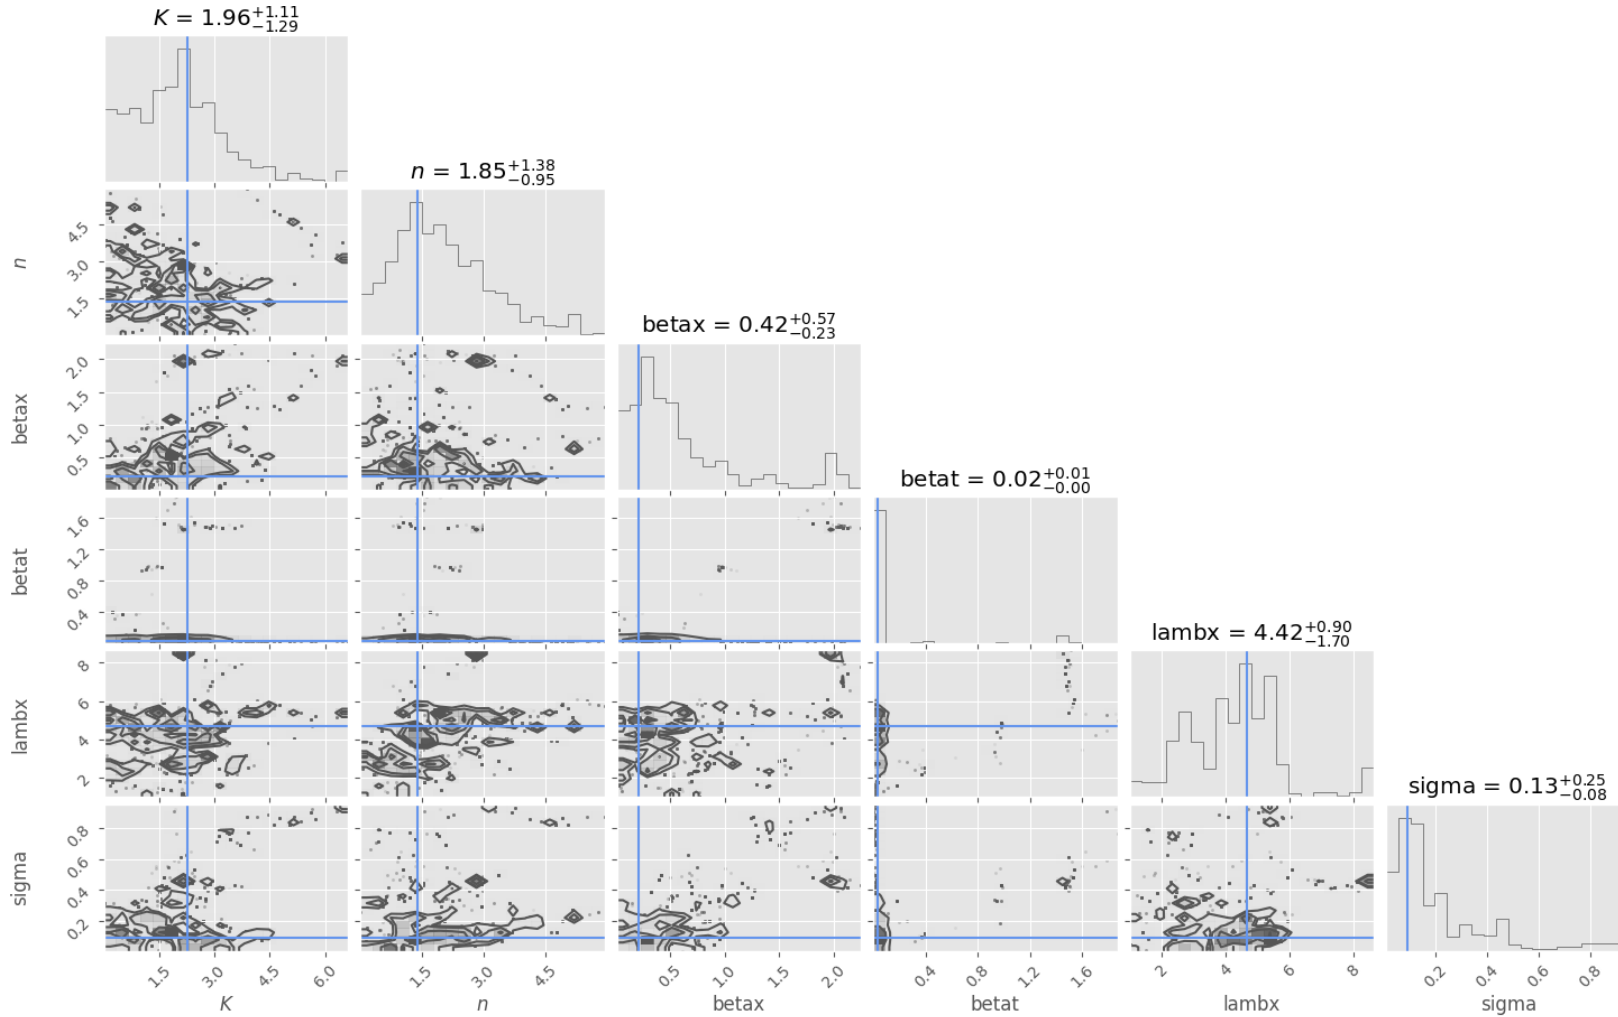 K = 1.96+1.11−1.29
n = 1.85+1.38−0.95
4.5
3.0
1.5
n
betax = 0.42+0.57−0.23
2.0
1.5
1.0
0.5
betax
betat = 0.02+0.01−0.00
1.6
1.2
0.8
0.4
betat
lambx = 4.42+0.90−1.70
8
6
4
2
lambx
sigma = 0.13+0.25−0.08
0.8
0.6
0.4
0.2
sigma
1.5 3.0 4.5 6.0 1.5 3.0 4.5 0.5 1.0 1.5 2.0 0.4 0.8 1.2 1.6 2 4 6 8 0.2 0.4 0.6 0.8
K n betax betat lambx sigma